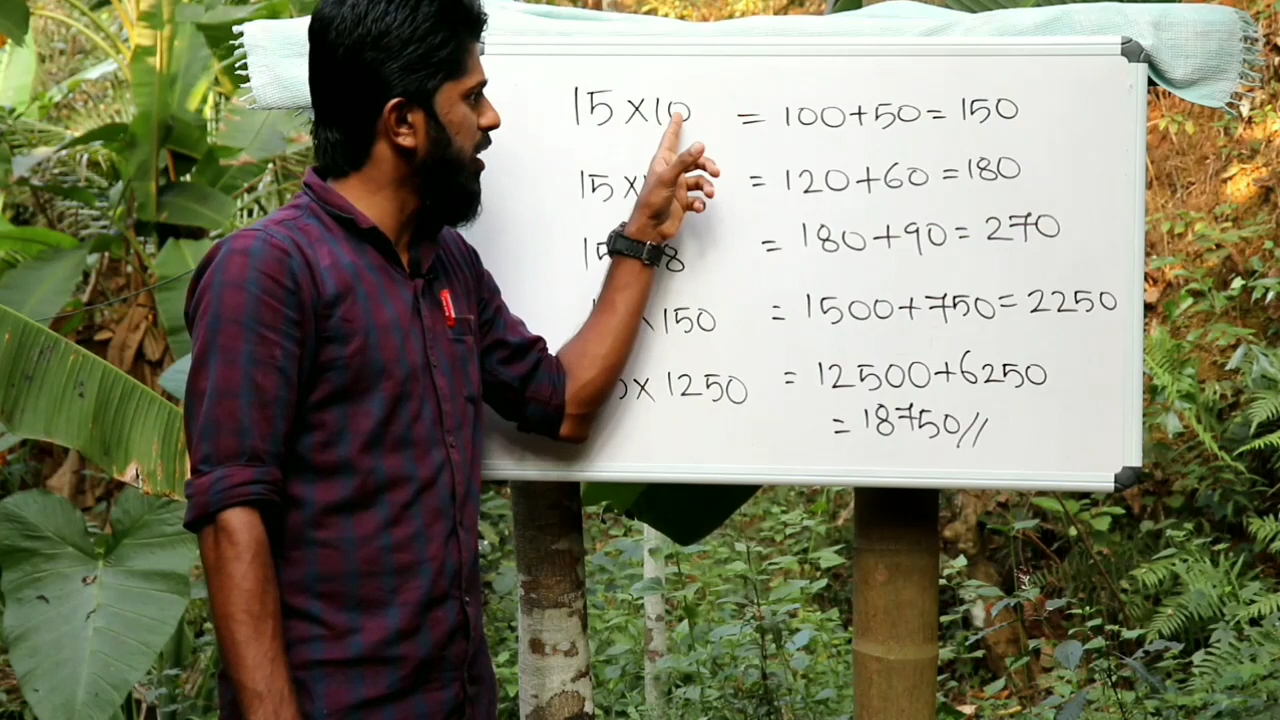 15 × 10 = 100+50 = 150
15 × = 120+60 = 180
8 = 180+90 = 270
× 150 = 1500+750 = 2250
× 1250 = 12500+6250
= 18750//